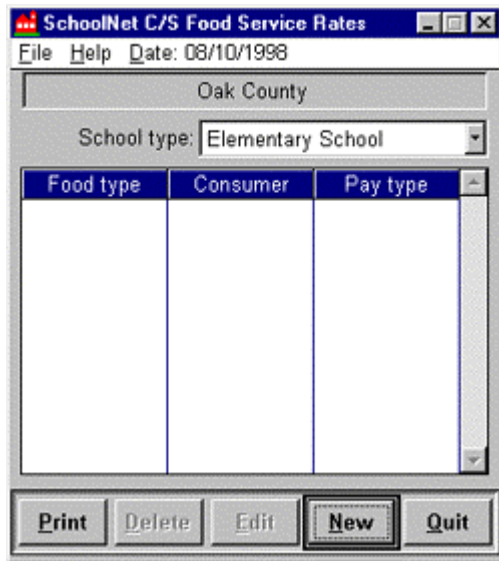 SchoolNet C/S Food Service Rates
File Help Date: 08/10/1998
Oak County
School type: Elementary School
Food type Consumer Pay type
Print Delete Edit New Quit